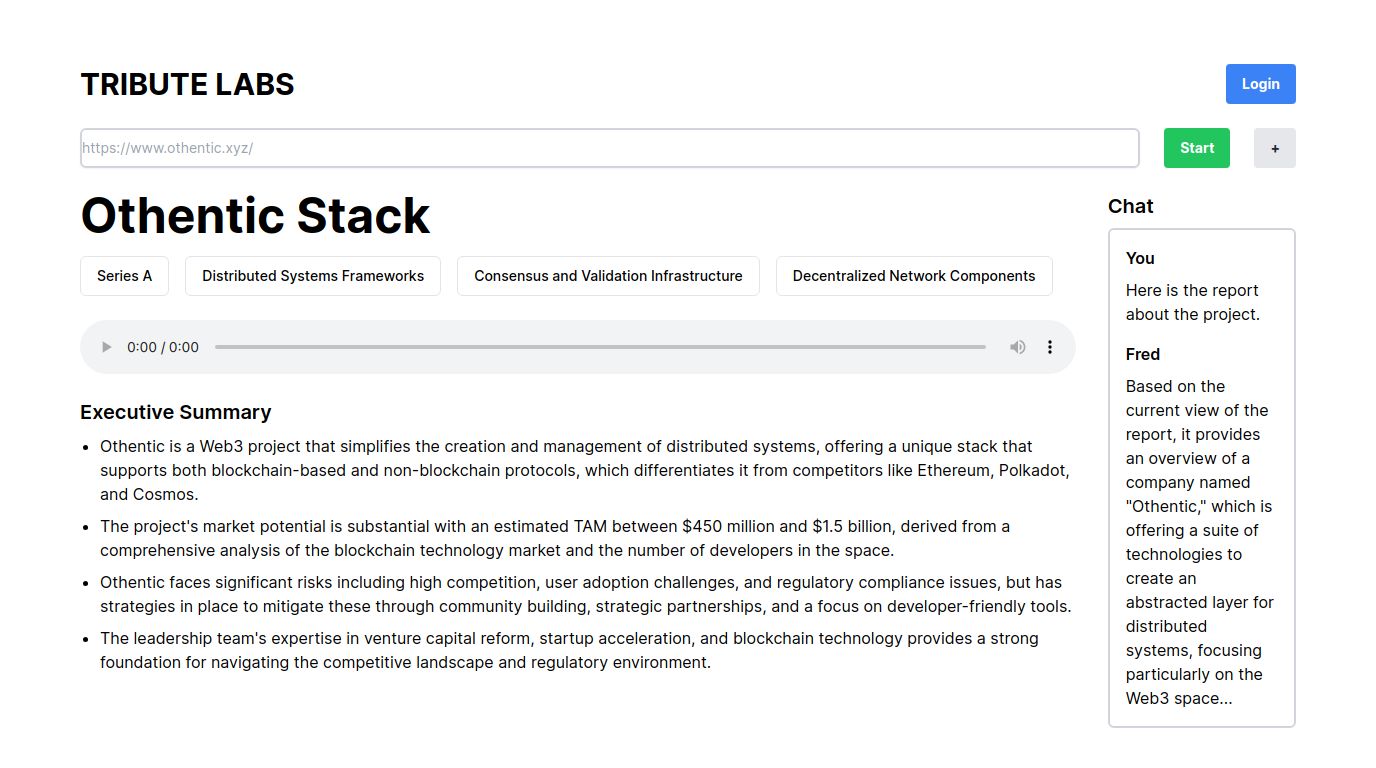 TRIBUTE LABS
Login
https://www.othentic.xyz/
Start
+
Othentic Stack
Series A
Distributed Systems Frameworks
Consensus and Validation Infrastructure
Decentralized Network Components
0:00 / 0:00
Executive Summary
• Othentic is a Web3 project that simplifies the creation and management of distributed systems, offering a unique stack that
supports both blockchain-based and non-blockchain protocols, which differentiates it from competitors like Ethereum, Polkadot,
and Cosmos.
• The project's market potential is substantial with an estimated TAM between $450 million and $1.5 billion, derived from a
comprehensive analysis of the blockchain technology market and the number of developers in the space.
• Othentic faces significant risks including high competition, user adoption challenges, and regulatory compliance issues, but has
strategies in place to mitigate these through community building, strategic partnerships, and a focus on developer-friendly tools.
• The leadership team's expertise in venture capital reform, startup acceleration, and blockchain technology provides a strong
foundation for navigating the competitive landscape and regulatory environment.
Chat
You
Here is the report
about the project.
Fred
Based on the
current view of the
report, it provides
an overview of a
company named
"Othentic," which is
offering a suite of
technologies to
create an
abstracted layer for
distributed
systems, focusing
particularly on the
Web3 space...